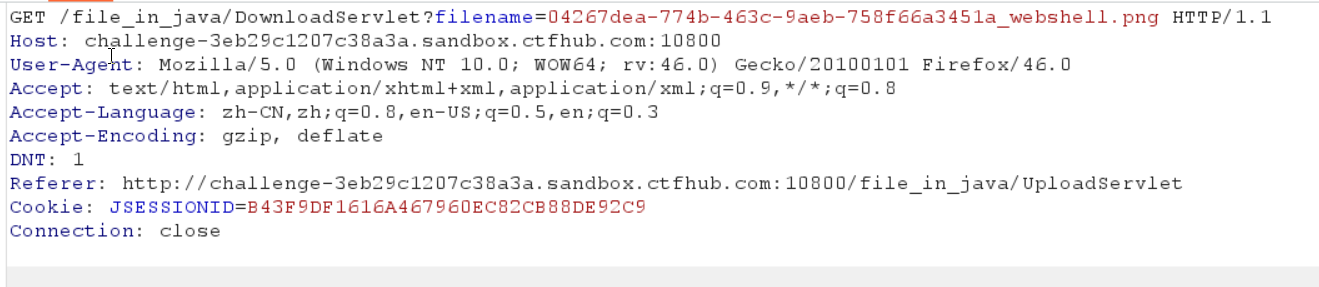 GET /file_in_java/DownloadServlet?filename=04267dea-774b-463c-9aeb-758f66a3451a_webshell.png HTTP/1.1
Host: challenge-3eb29c1207c38a3a.sandbox.ctfhub.com:10800
User-Agent: Mozilla/5.0 (Windows NT 10.0; WOW64; rv:46.0) Gecko/20100101 Firefox/46.0
Accept: text/html,application/xhtml+xml,application/xml;q=0.9,*/*;q=0.8
Accept-Language: zh-CN,zh;q=0.8,en-US;q=0.5,en;q=0.3
Accept-Encoding: gzip, deflate
DNT: 1
Referer: http://challenge-3eb29c1207c38a3a.sandbox.ctfhub.com:10800/file_in_java/UploadServlet
Cookie: JSESSIONID=B43F9DF1616A467960EC82CB88DE92C9
Connection: close